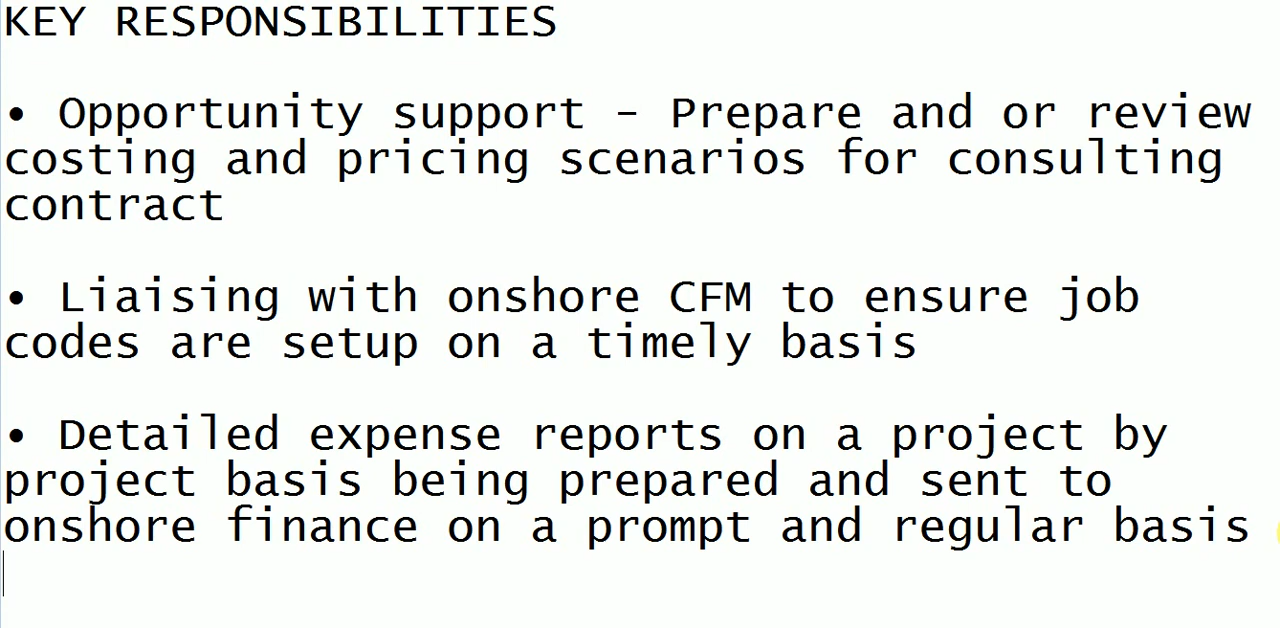 KEY RESPONSIBILITIES
• Opportunity support – Prepare and or review
costing and pricing scenarios for consulting
contract
• Liaising with onshore CFM to ensure job
codes are setup on a timely basis
• Detailed expense reports on a project by
project basis being prepared and sent to
onshore finance on a prompt and regular basis